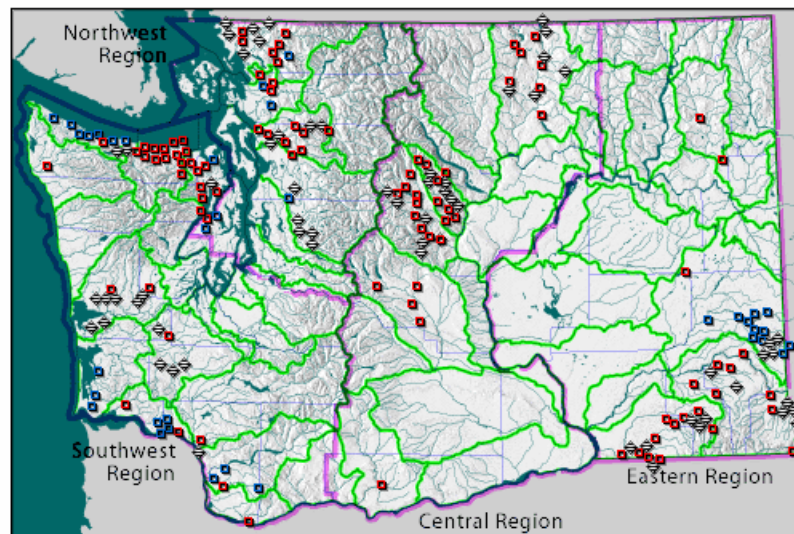 Northwest
Region
Southwest
Region
Central Region
Eastern Region